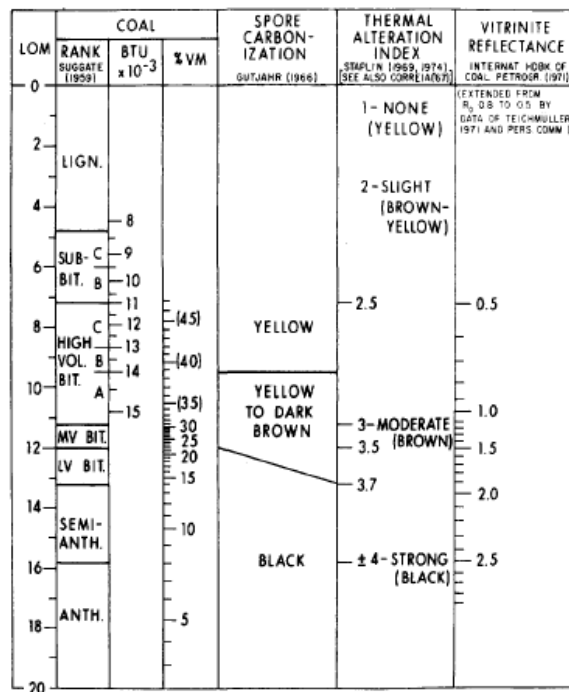 LOM
COAL
RANK
SUGGATE
(1959)
BTU
x 10-3
% VM
SPORE
CARBON-
IZATION
GUTJAHR (1966)
THERMAL
ALTERATION
INDEX
STAPLIN (1969, 1974)
[SEE ALSO CORREIA('67)]
VITRINITE
REFLECTANCE
INTERNAT HDBK OF
COAL PETROGR. (1971)
0
2
4
6
8
10
12
14
16
18
20
LIGN.
SUB-
BIT.
C
B
HIGH
VOL.
BIT.
C
B
A
MV BIT.
LV BIT.
SEMI-
ANTH.
ANTH.
8
9
10
11
12
13
14
15
(45)
(40)
(35)
30
25
20
15
10
5
YELLOW
YELLOW
TO DARK
BROWN
BLACK
1-NONE
(YELLOW)
2-SLIGHT
(BROWN-
YELLOW)
2.5
3-MODERATE
(BROWN)
3.5
3.7
±4-STRONG
(BLACK)
(EXTENDED FROM
Ro 0.8 TO 0.5 BY
DATA OF TEICHMULLER
1971 AND PERS. COMM.)
0.5
1.0
1.5
2.0
2.5